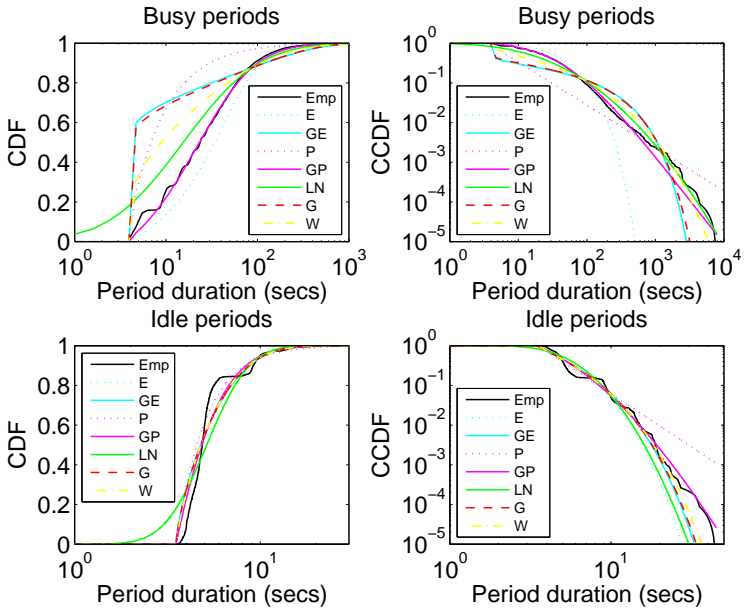 Busy periods
1
0.8
0.6
0.4
0.2
0
CDF
10^0
10^1
10^2
10^3
Period duration (secs)
Emp
E
GE
P
GP
LN
G
W
Busy periods
10^0
10^-1
10^-2
10^-3
10^-4
10^-5
CCDF
10^0
10^2
10^3
10^4
Period duration (secs)
Emp
E
GE
P
GP
LN
G
W
Idle periods
1
0.8
0.6
0.4
0.2
0
CDF
10^0
10^1
Period duration (secs)
Emp
E
GE
P
GP
LN
G
W
Idle periods
10^0
10^-1
10^-2
10^-3
10^-4
10^-5
CCDF
10^0
10^1
Period duration (secs)
Emp
E
GE
P
GP
LN
G
W